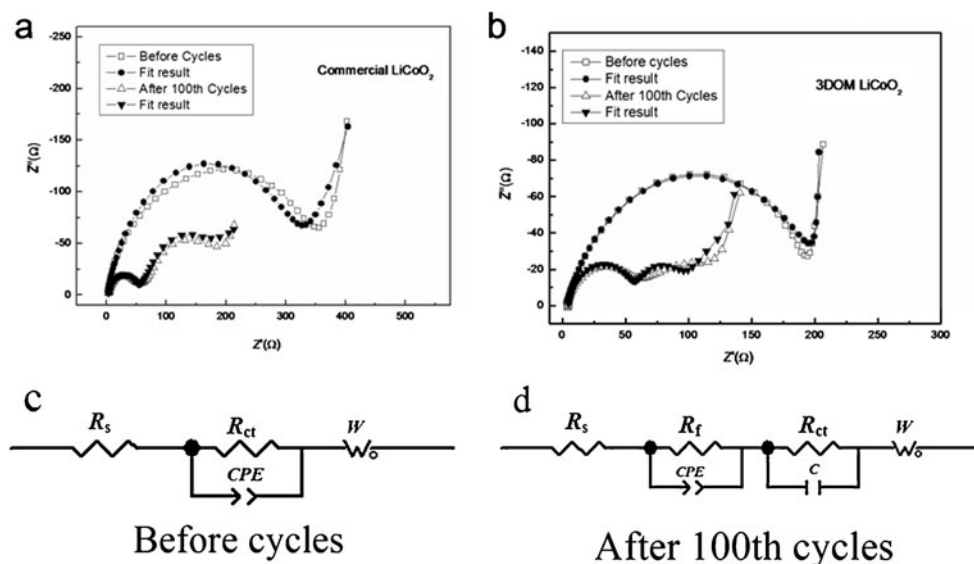 a
-250
-200
-150
-100
-50
0
Z''(Ω)
Before Cycles
Fit result
After 100th Cycles
Fit result
Commercial LiCoO₂
0 100 200 300 400 500
Z'(Ω)
b
-140
-120
-100
-80
-60
-40
-20
0
Z''(Ω)
Before cycles
Fit result
After 100th Cycles
Fit result
3DOM LiCoO₂
0 50 100 150 200 250
Z'(Ω)
c
Rs Rct W
CPE
Before cycles
d
Rs Rf Rct W
CPE C
After 100th cycles